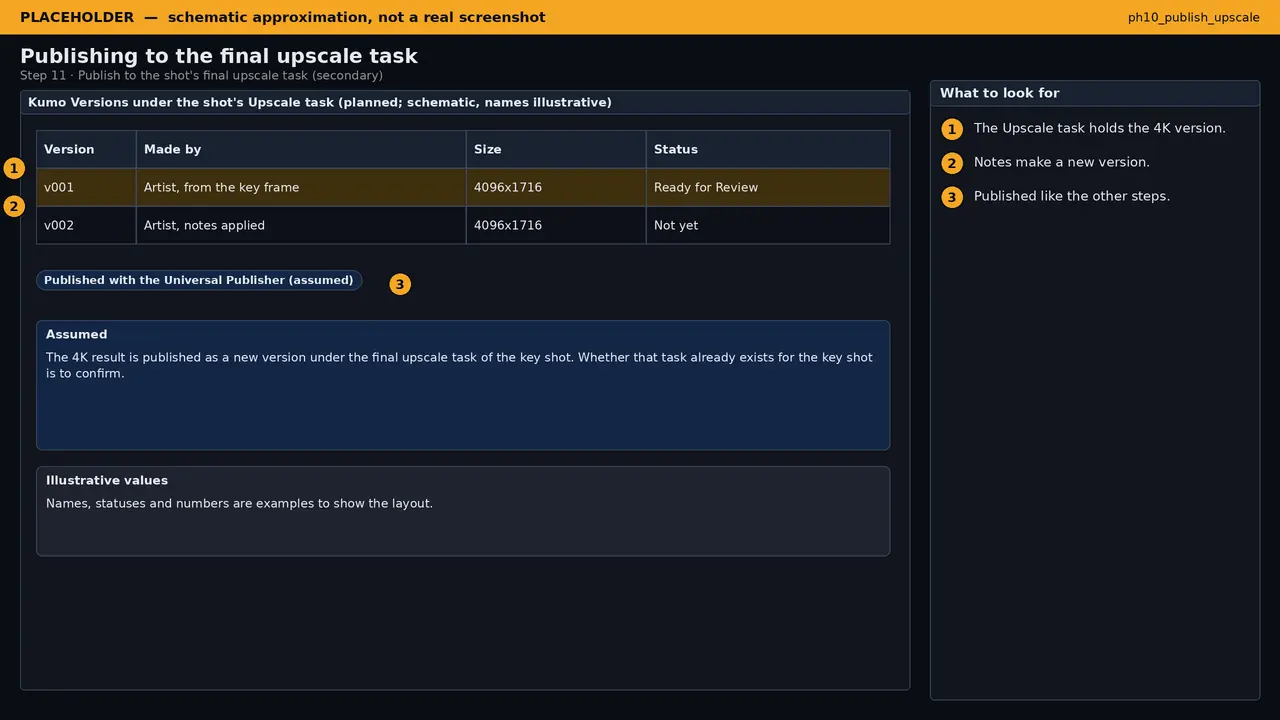 PLACEHOLDER — schematic approximation, not a real screenshot
ph10_publish_upscale
Publishing to the final upscale task
Step 11 · Publish to the shot's final upscale task (secondary)
Kumo Versions under the shot's Upscale task (planned; schematic, names illustrative)
Version Made by Size Status
1
v001 Artist, from the key frame 4096x1716 Ready for Review
2
v002 Artist, notes applied 4096x1716 Not yet
Published with the Universal Publisher (assumed) 3
Assumed
The 4K result is published as a new version under the final upscale task of the key shot. Whether that task already exists for the key shot
is to confirm.
Illustrative values
Names, statuses and numbers are examples to show the layout.
What to look for
1 The Upscale task holds the 4K version.
2 Notes make a new version.
3 Published like the other steps.